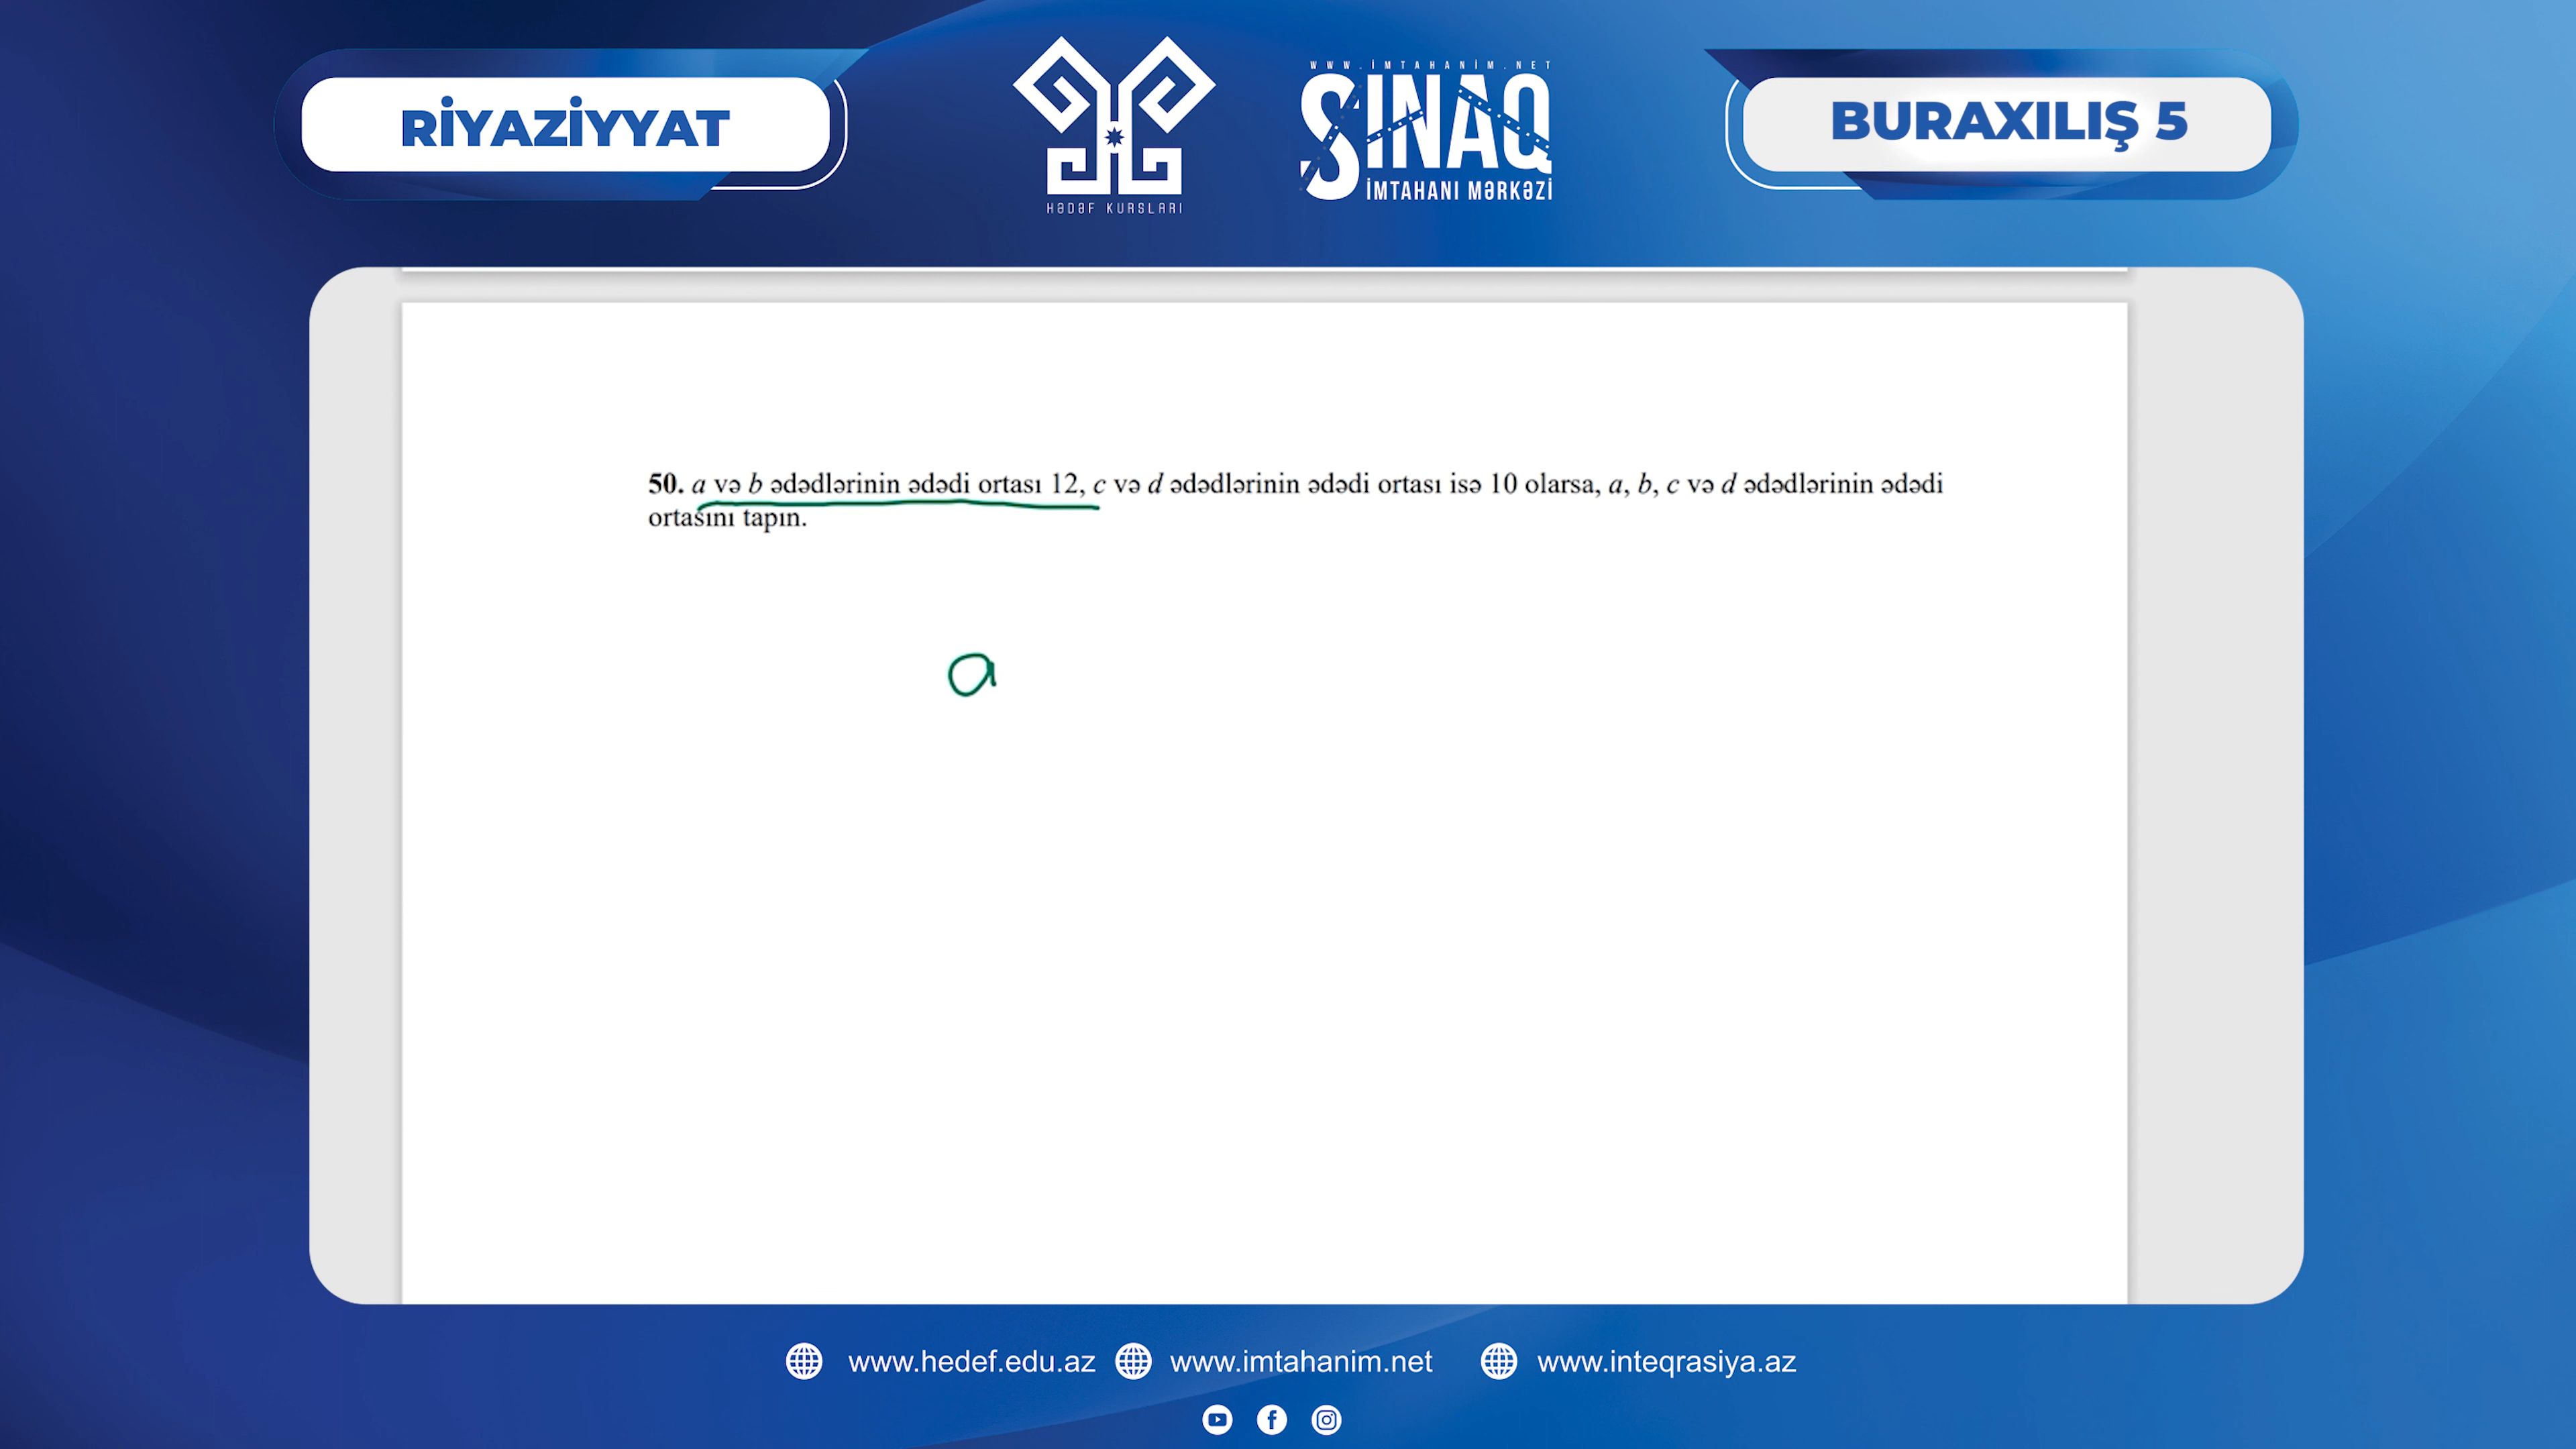 RİYAZİYYAT
HƏDƏF KURSLARI
WWW.İMTAHANİM.NET
SINAQ
İMTAHANI MƏRKƏZİ
BURAXILIŞ 5
50. a və b ədədlərinin ədədi ortası 12, c və d ədədlərinin ədədi ortası isə 10 olarsa, a, b, c və d ədədlərinin ədədi
ortasını tapın.
a
www.hedef.edu.az www.imtahanim.net www.inteqrasiya.az